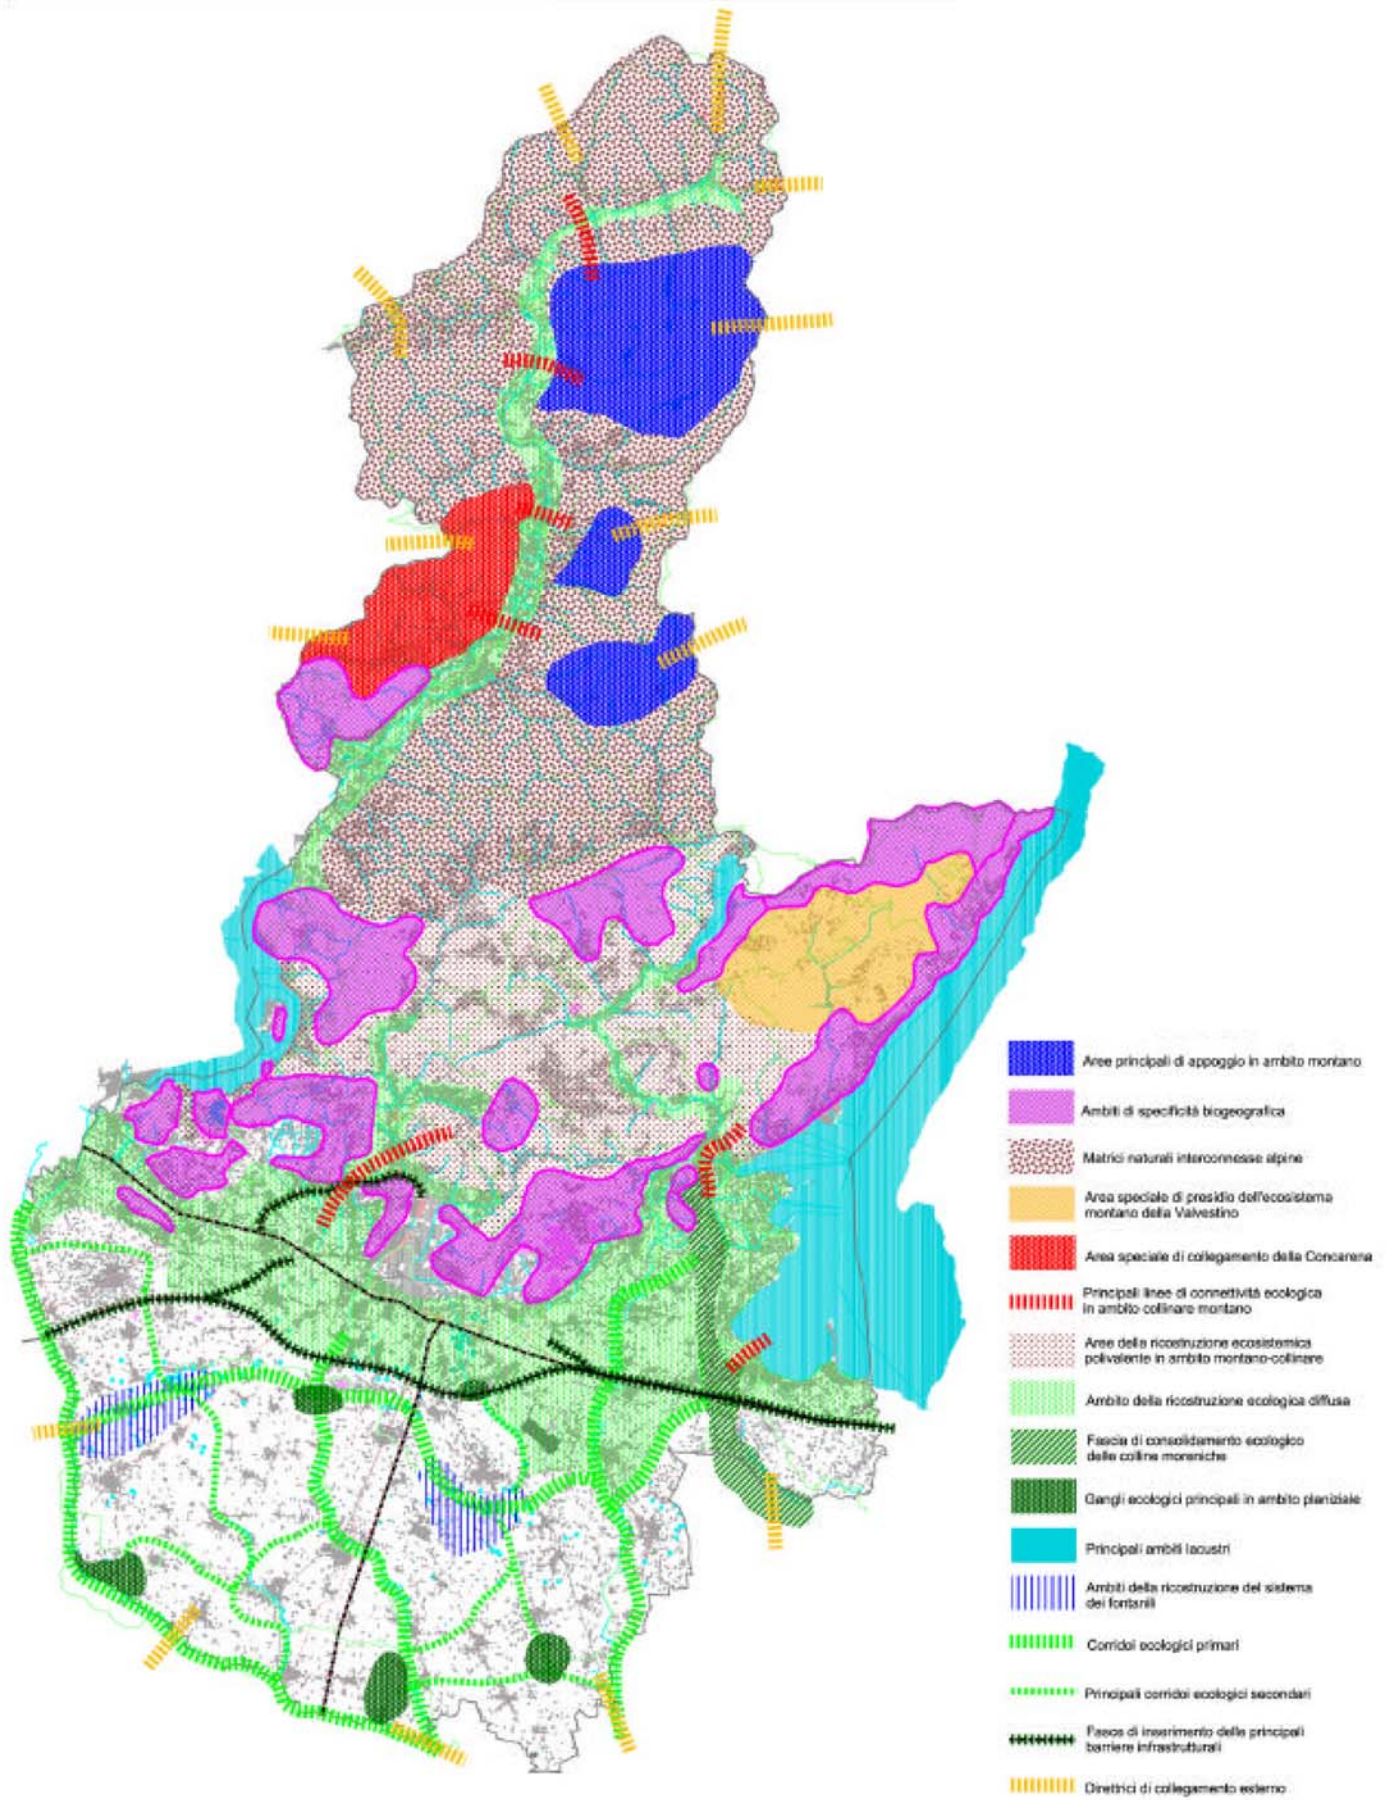 Aree principali di appoggio in ambito montano
Ambiti di specificità biogeografica
Matrici naturali interconnesse alpine
Area speciale di presidio dell'ecosistema
montano della Valvestino
Area speciale di collegamento della Concarena
Principali linee di connettività ecologica
in ambito collinare montano
Aree della ricostruzione ecosistemica
polivalente in ambito montano-collinare
Ambito della ricostruzione ecologica diffusa
Fascia di consolidamento ecologico
delle colline moreniche
Gangli ecologici principali in ambito planiziale
Principali ambiti lacustri
Ambiti della ricostruzione del sistema
dei fontanili
Corridoi ecologici primari
Principali corridoi ecologici secondari
Fasce di inserimento delle principali
barriere infrastrutturali
Direttrici di collegamento esterno